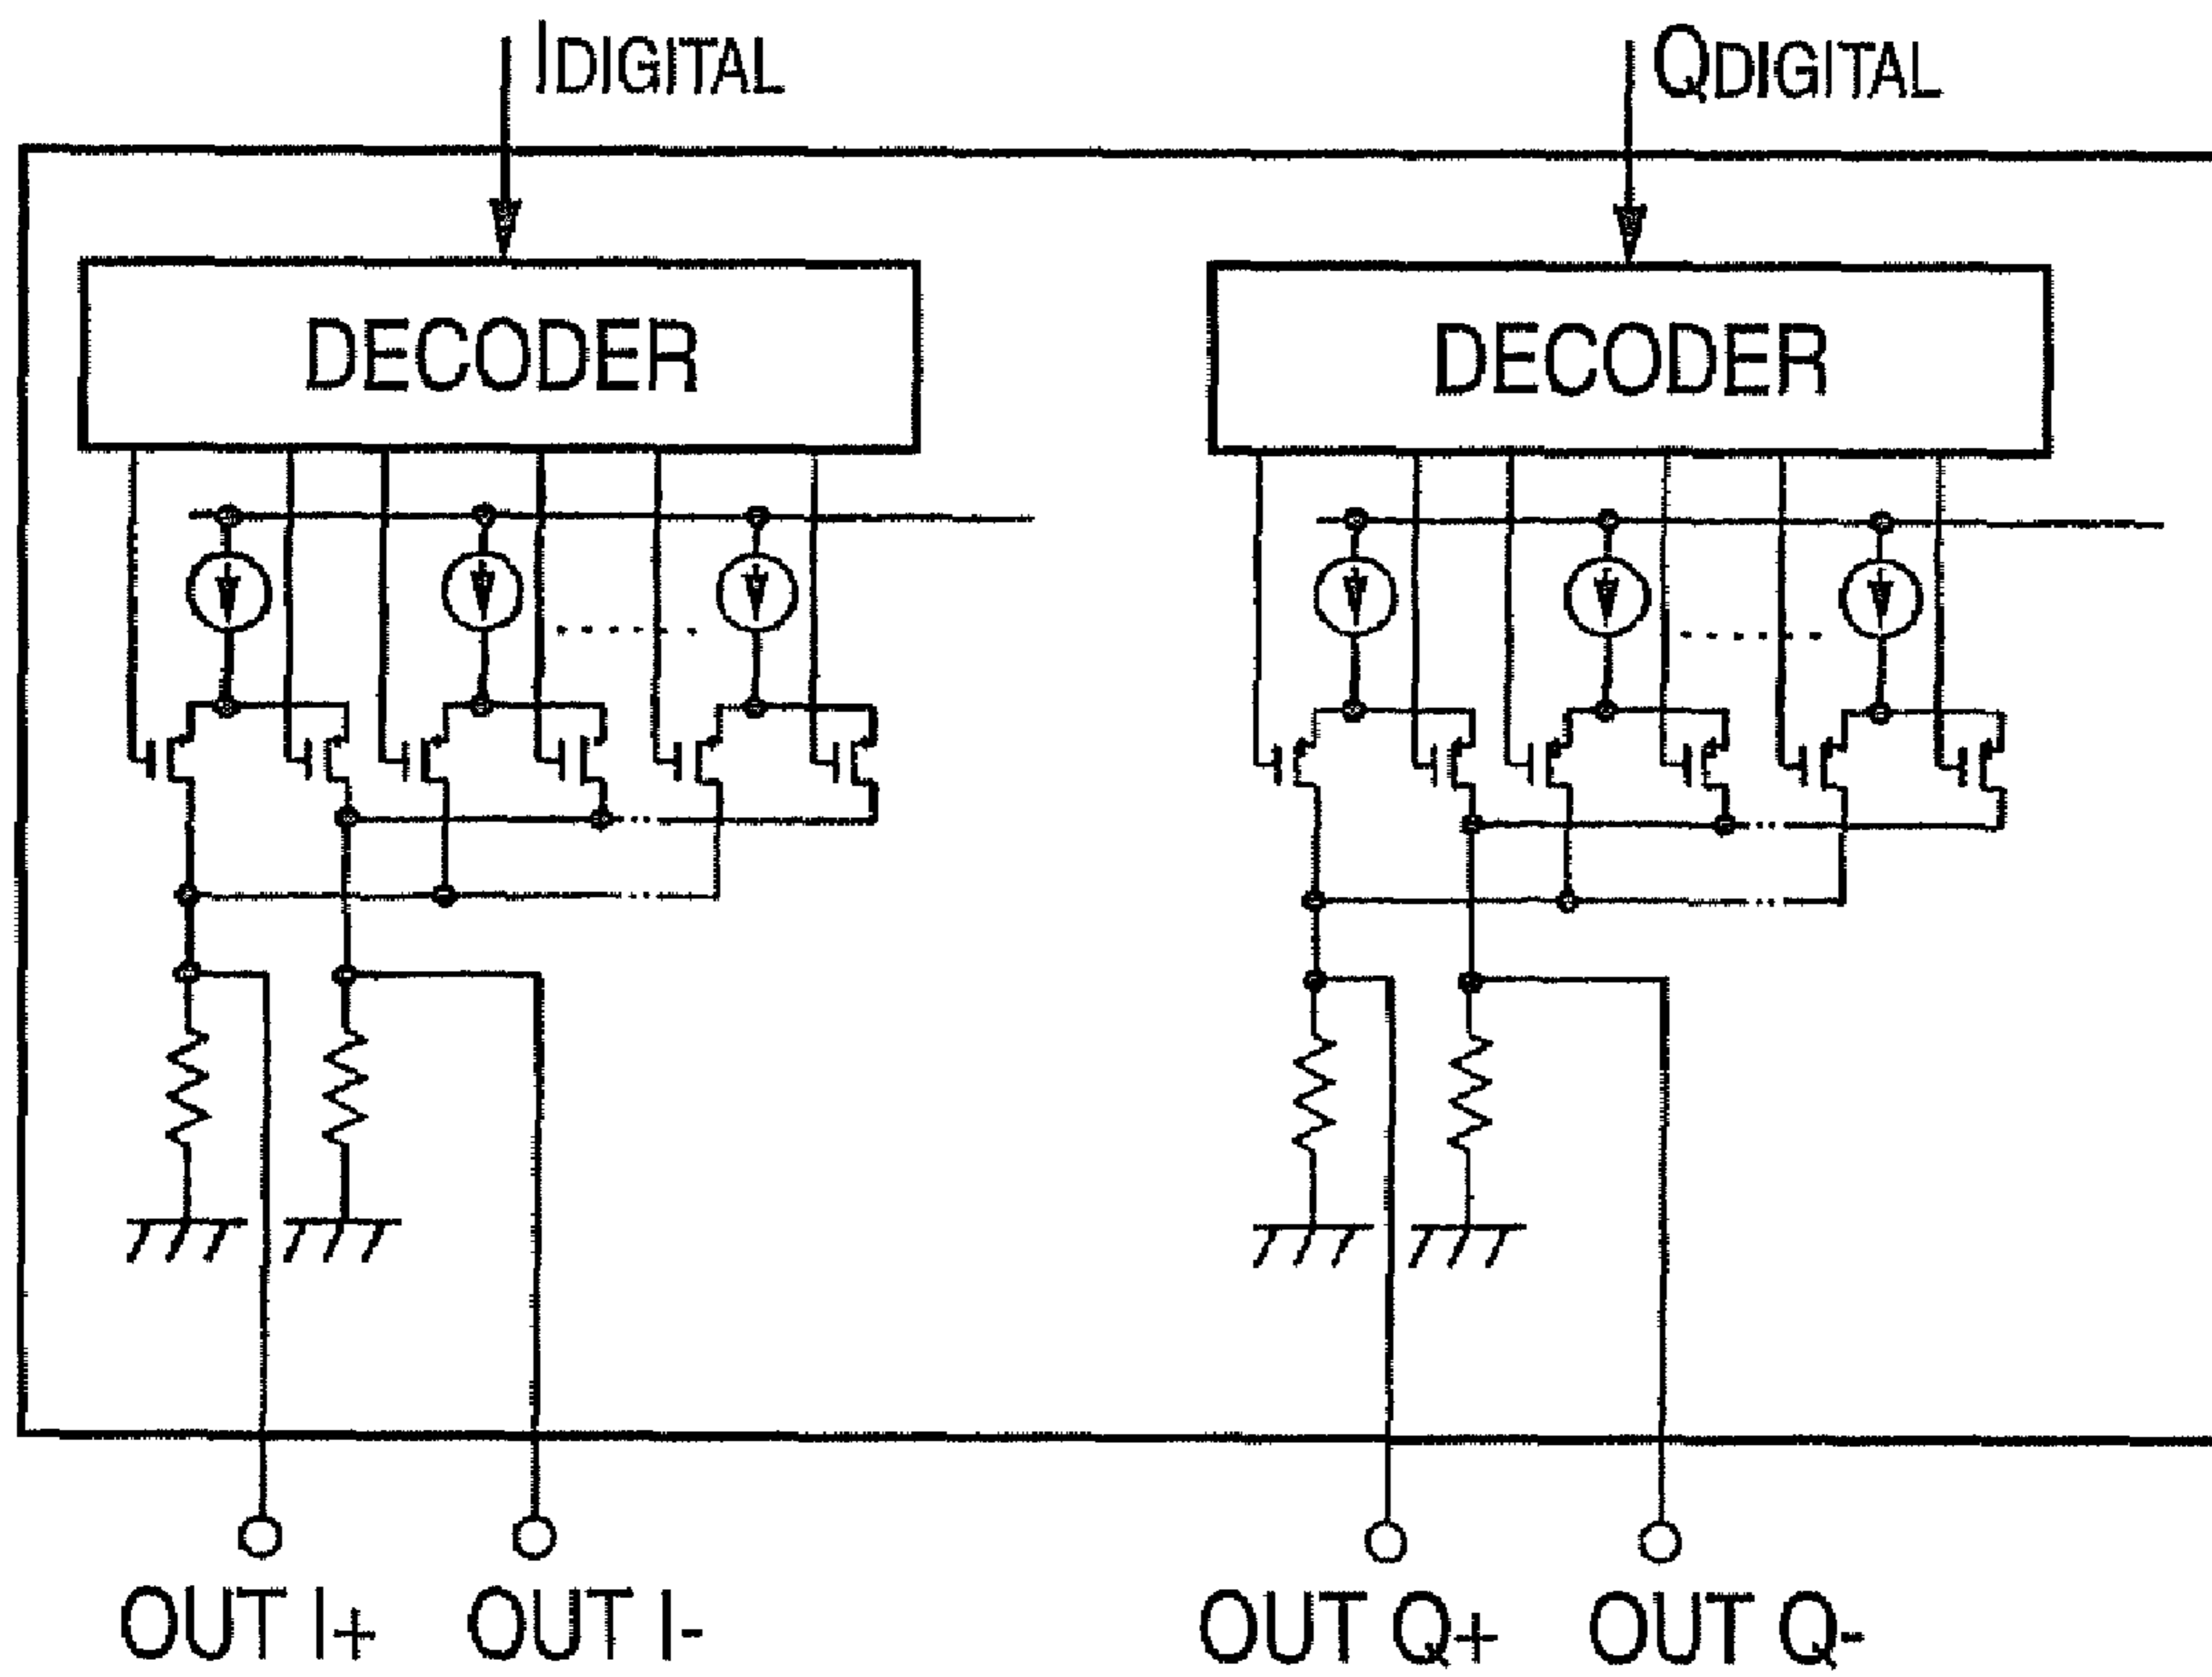 IDIGITAL
QDIGITAL
DECODER
DECODER
OUT I+
OUT I-
OUT Q+
OUT Q-